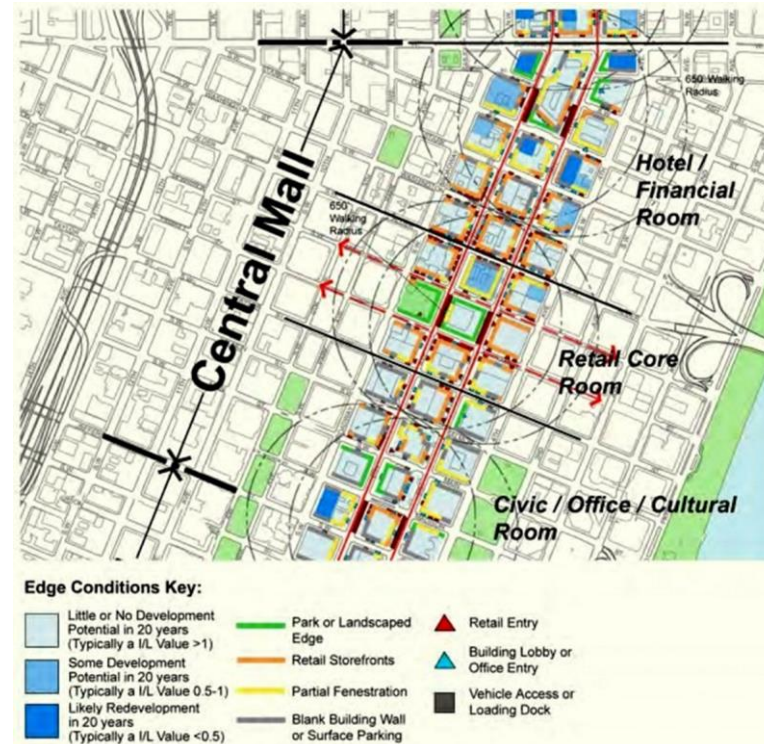 650' Walking
Radius
Hotel /
Financial
Room
Central Mall
650'
Walking
Radius
Retail Core
Room
Civic / Office / Cultural
Room
Edge Conditions Key:
Little or No Development
Potential in 20 years
(Typically a I/L Value >1)
Some Development
Potential in 20 years
(Typically a I/L Value 0.5-1)
Likely Redevelopment
in 20 years
(Typically a I/L Value <0.5)
Park or Landscaped
Edge
Retail Storefronts
Partial Fenestration
Blank Building Wall
or Surface Parking
Retail Entry
Building Lobby or
Office Entry
Vehicle Access or
Loading Dock